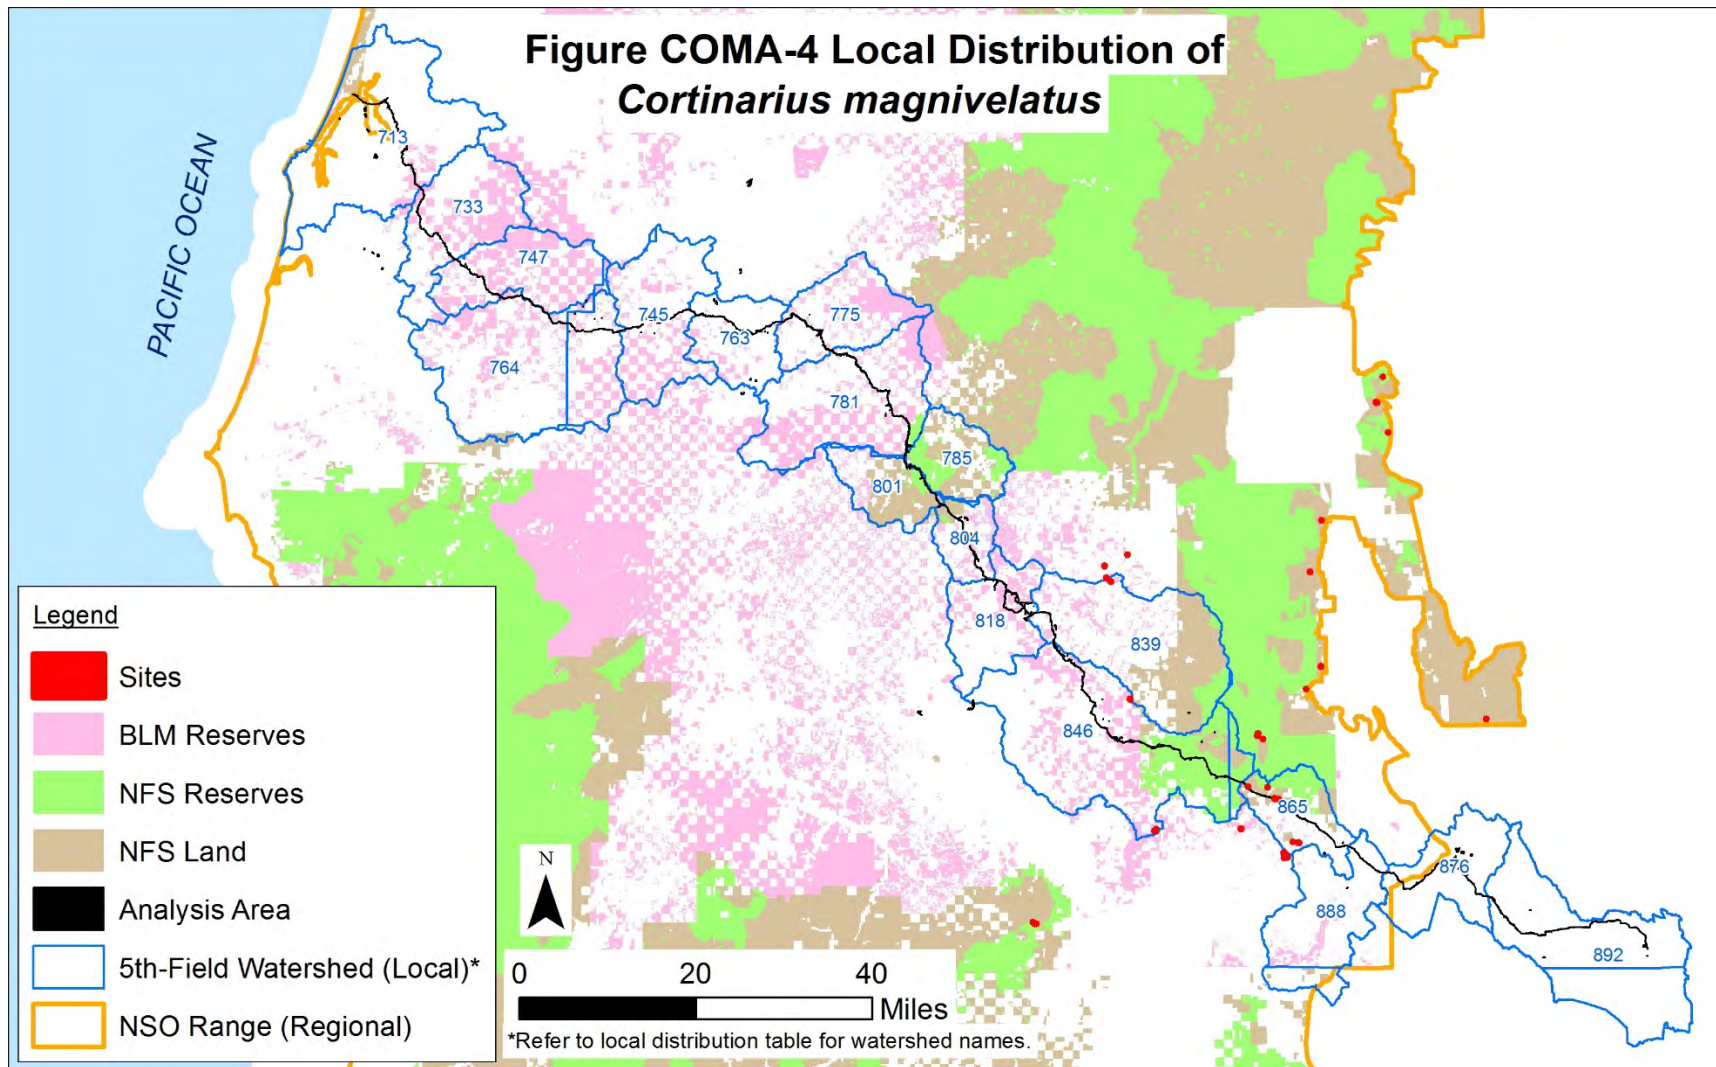 Figure COMA-4 Local Distribution of
Cortinarius magnivelatus
PACIFIC OCEAN
713
733
747
745
775
763
764
781
785
801
804
818
839
846
865
876
888
892
Legend
Sites
BLM Reserves
NFS Reserves
NFS Land
Analysis Area
5th-Field Watershed (Local)*
NSO Range (Regional)
N
0 20 40
Miles
*Refer to local distribution table for watershed names.